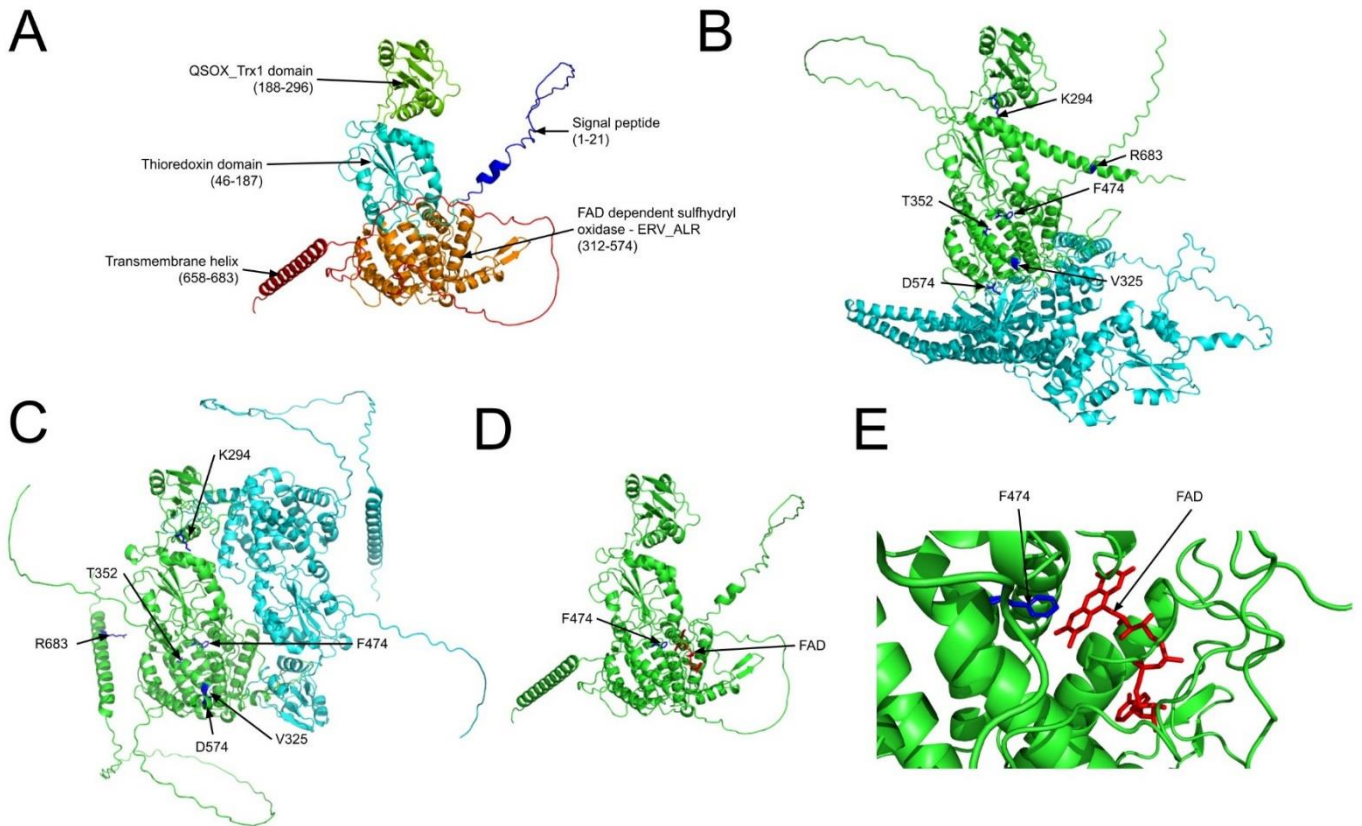 A
QSOX_Trx1 domain
(188-296)
Signal peptide
(1-21)
Thioredoxin domain
(46-187)
FAD dependent sulfhydryl
oxidase - ERV_ALR
(312-574)
Transmembrane helix
(658-683)
B
K294
R683
F474
T352
D574
V325
C
K294
T352
R683
F474
D574
V325
D
F474
FAD
E
F474
FAD